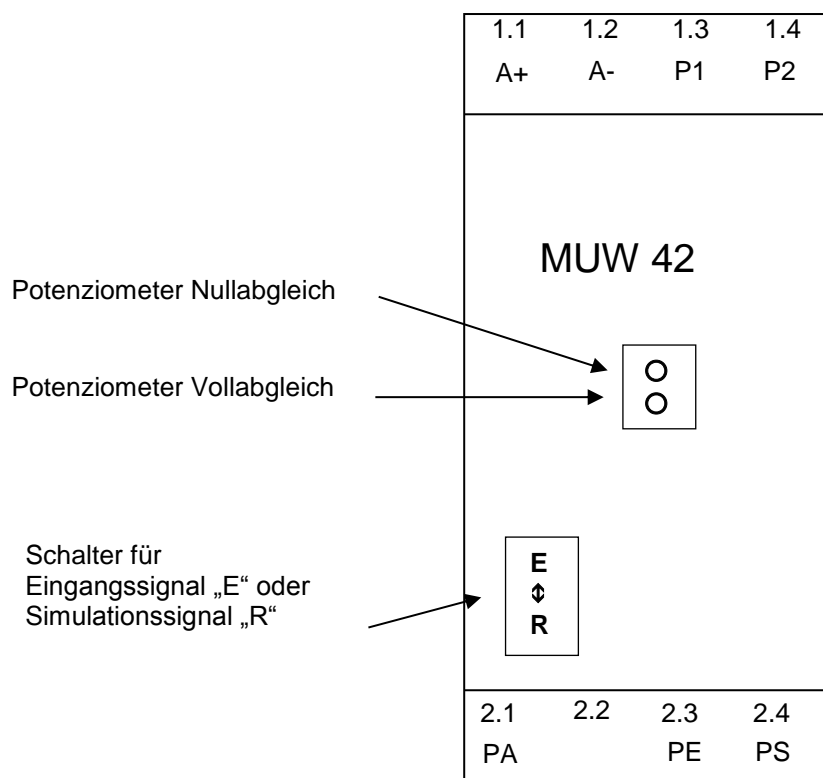 1.1 1.2 1.3 1.4
A+ A- P1 P2
MUW 42
Potenziometer Nullabgleich
Potenziometer Vollabgleich
Schalter für
Eingangssignal „E“ oder
Simulationssignal „R“
E
R
2.1 2.2 2.3 2.4
PA PE PS